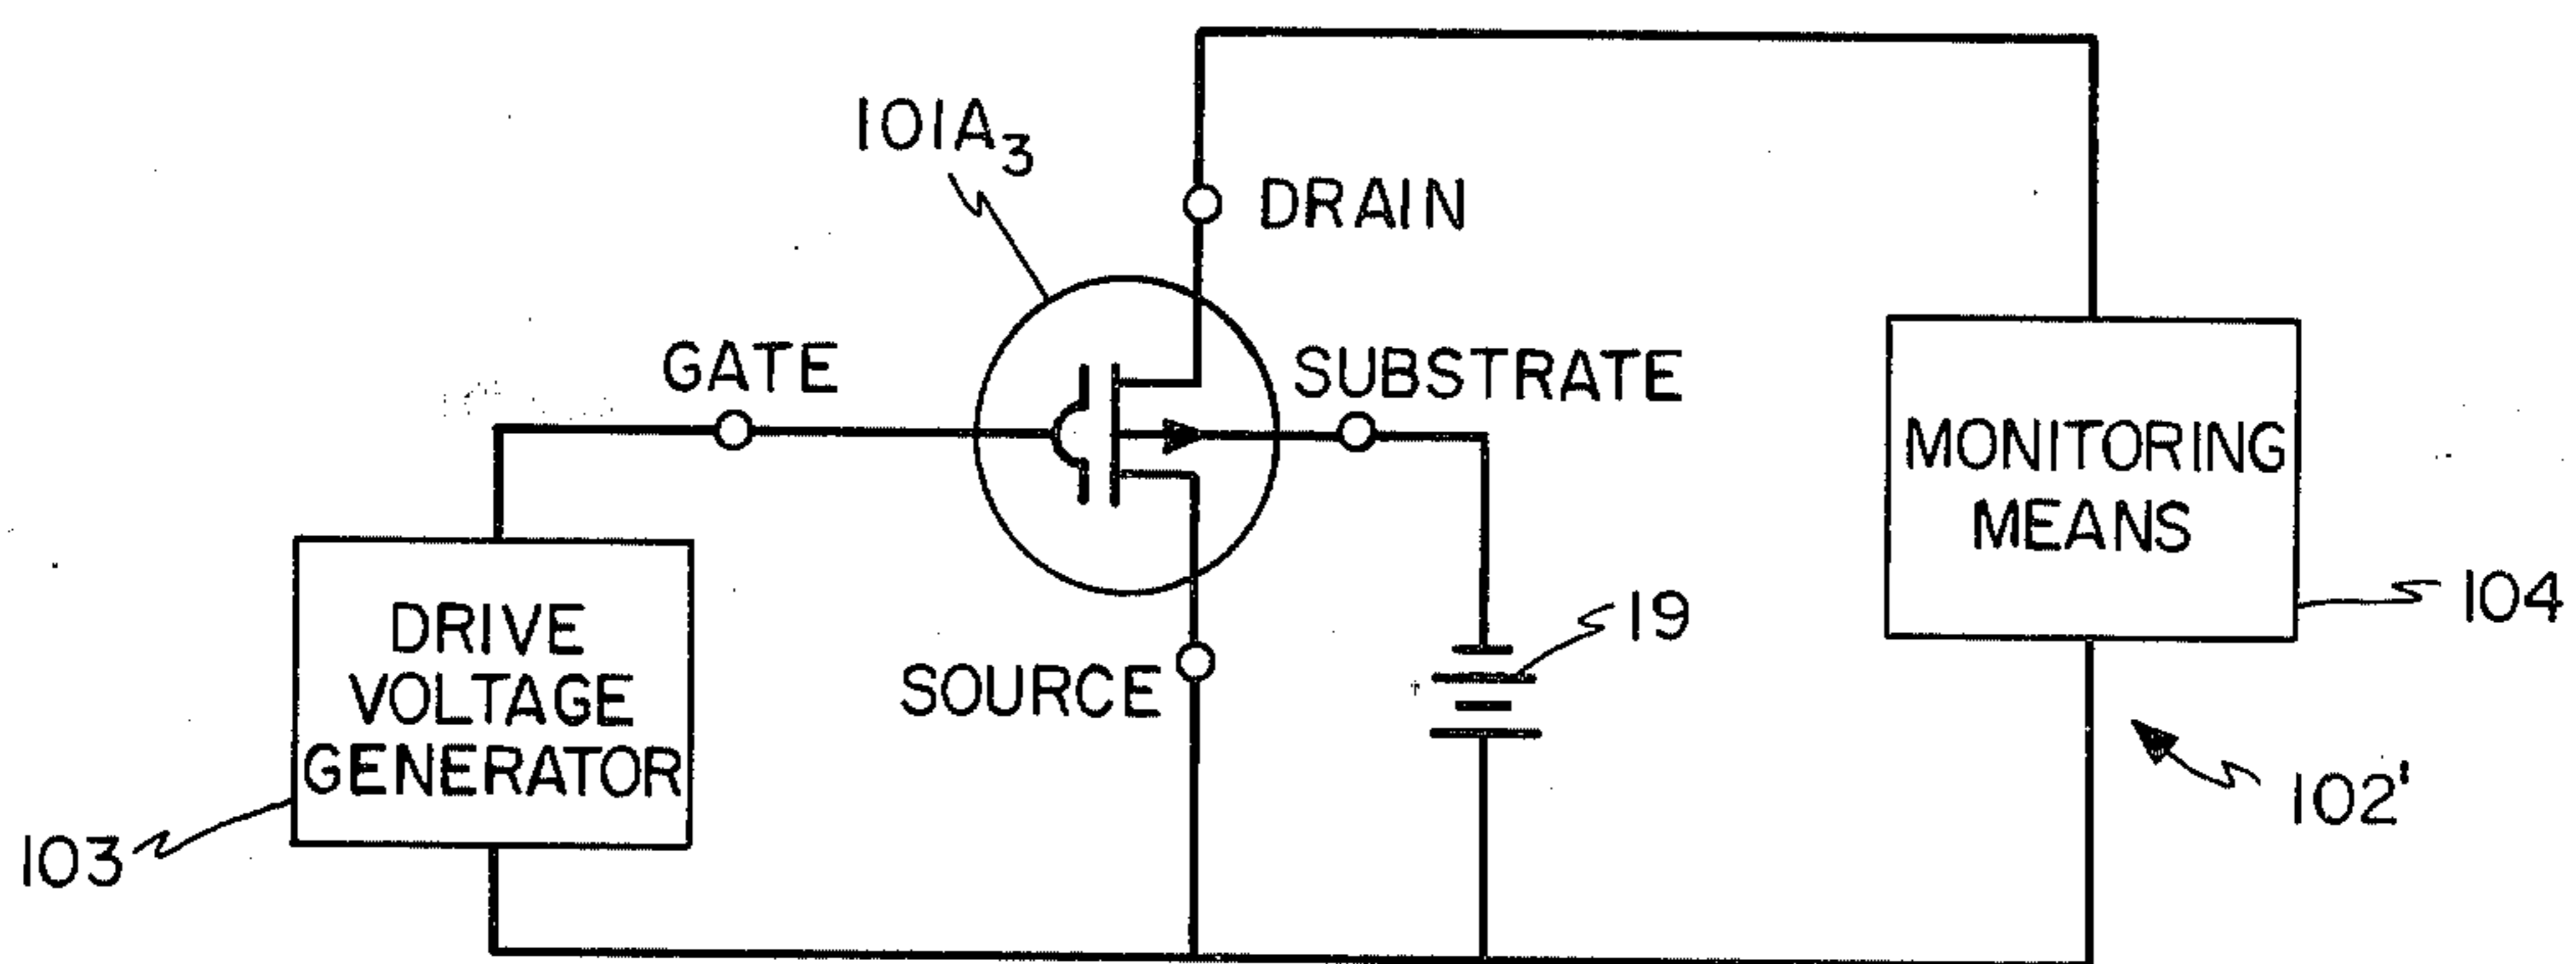 101A₃
DRAIN
GATE
SUBSTRATE
MONITORING
MEANS
DRIVE
VOLTAGE
GENERATOR
SOURCE
19
104
102'
103